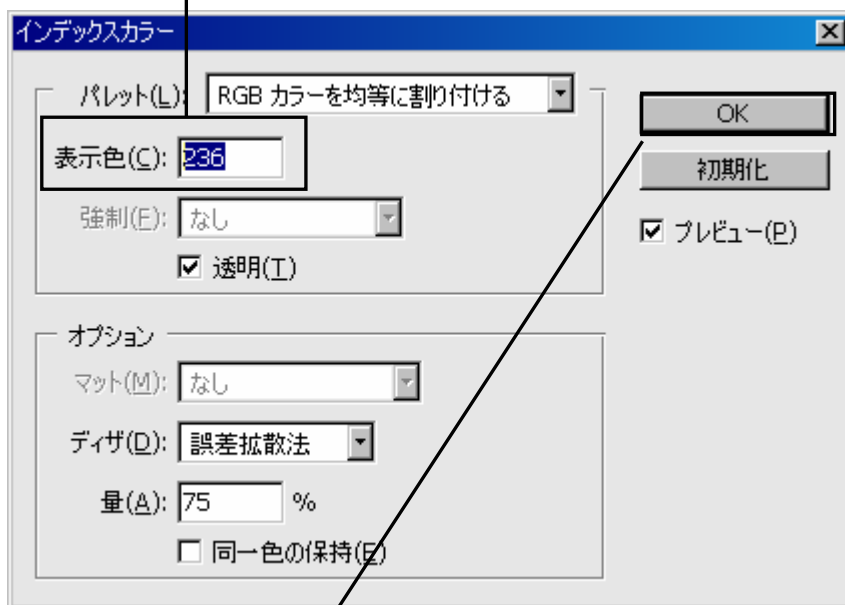 インデックスカラー
パレット(L): RGB カラーを均等に割り付ける
OK
表示色(C): 236
初期化
強制(F): なし
プレビュー(P)
透明(T)
オプション
マット(M): なし
ディザ(D): 誤差拡散法
量(A): 75 %
同一色の保持(E)